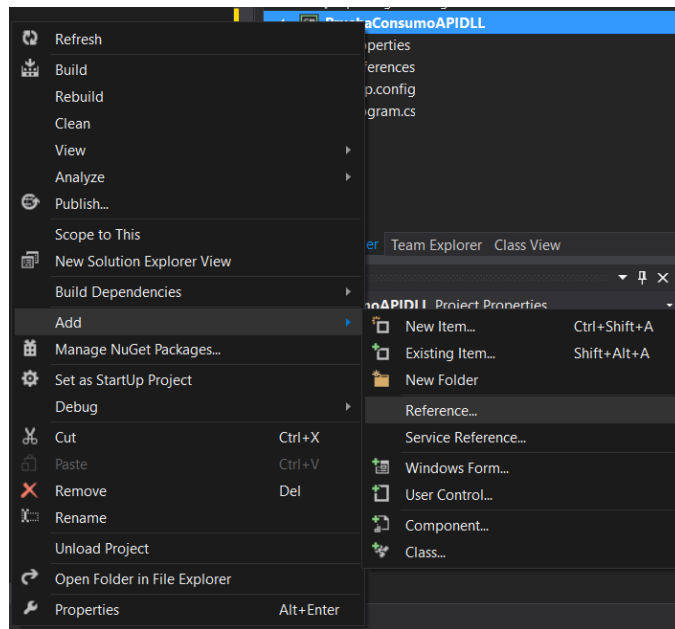 PruebaConsumoAPIDLL
perties
erences
p.config
gram.cs
er Team Explorer Class View
moAPIDLL Project Properties
Refresh
Build
Rebuild
Clean
View
Analyze
Publish...
Scope to This
New Solution Explorer View
Build Dependencies
Add
Manage NuGet Packages...
Set as StartUp Project
Debug
Cut Ctrl+X
Paste Ctrl+V
Remove Del
Rename
Unload Project
Open Folder in File Explorer
Properties Alt+Enter
New Item... Ctrl+Shift+A
Existing Item... Shift+Alt+A
New Folder
Reference...
Service Reference...
Windows Form...
User Control...
Component...
Class...